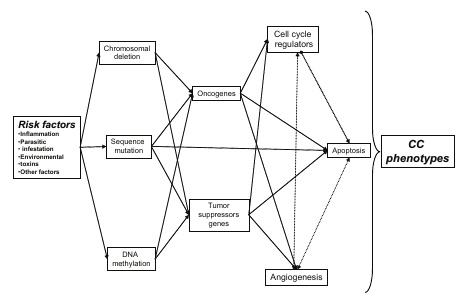 Risk factors
•Inflammation
•Parasitic
• infestation
•Environmental
•toxins
•Other factors
Chromosomal
deletion
Sequence
mutation
DNA
methylation
Oncogenes
Tumor
suppressors
genes
Cell cycle
regulators
Apoptosis
Angiogenesis
CC
phenotypes